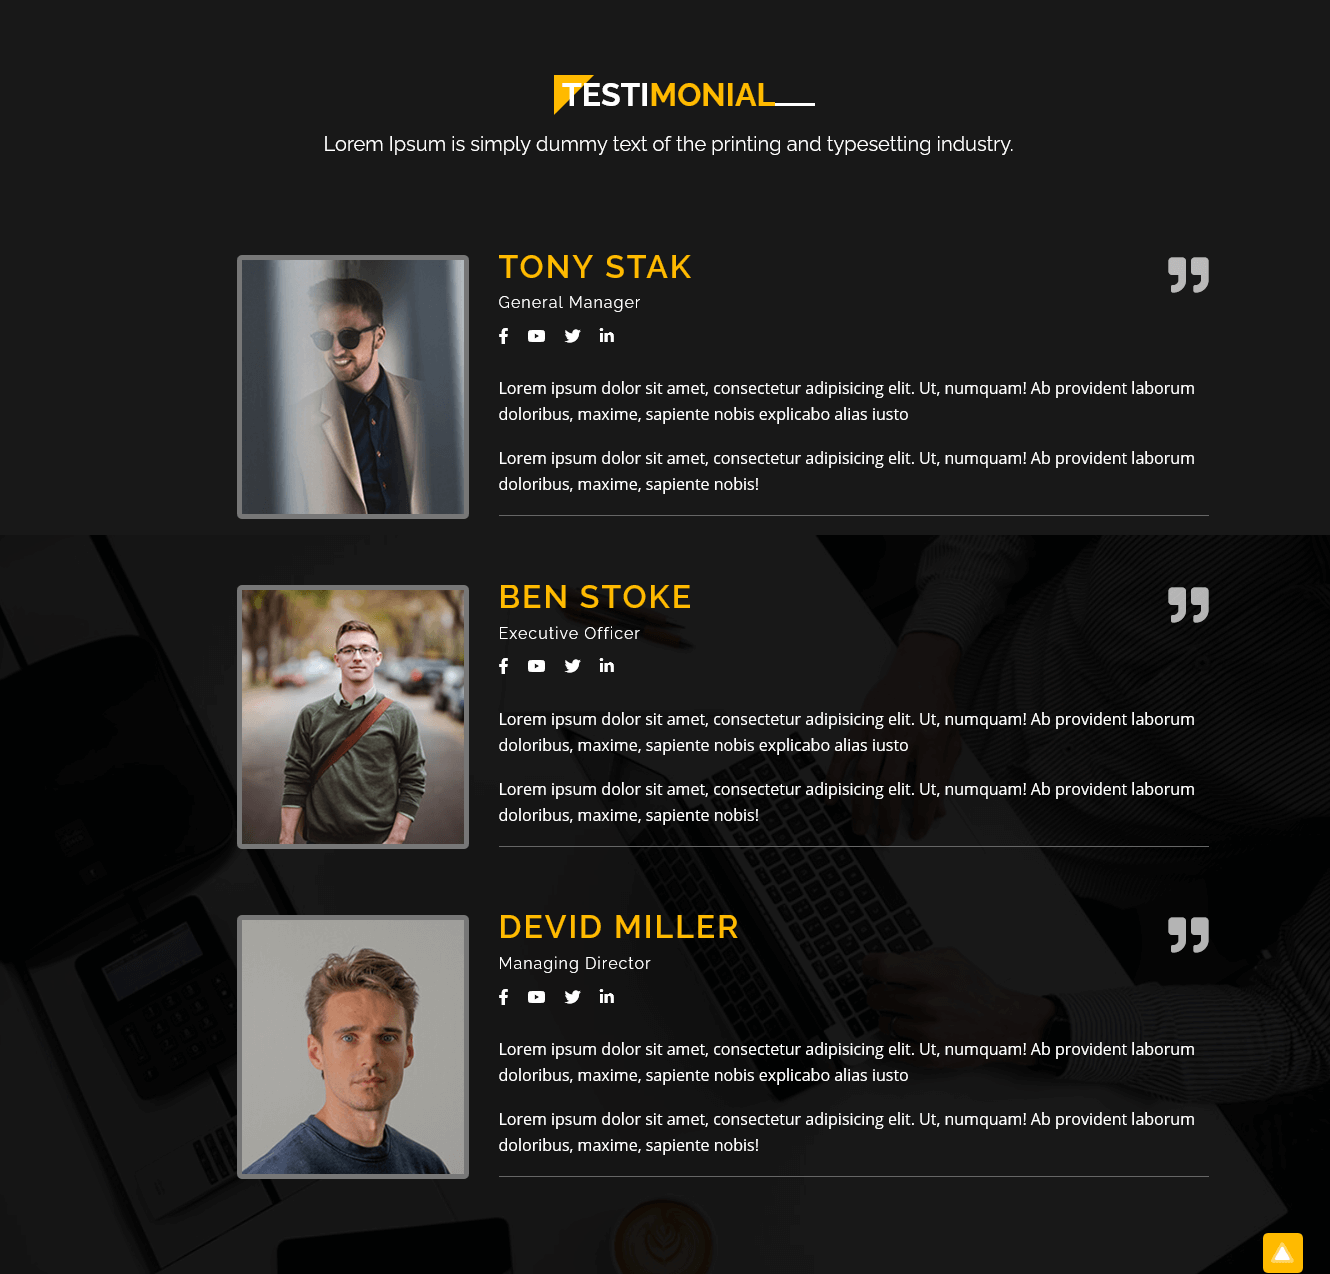 TESTIMONIAL
Lorem Ipsum is simply dummy text of the printing and typesetting industry.
TONY STAK
General Manager
Lorem ipsum dolor sit amet, consectetur adipisicing elit. Ut, numquam! Ab provident laborum
doloribus, maxime, sapiente nobis explicabo alias iusto
Lorem ipsum dolor sit amet, consectetur adipisicing elit. Ut, numquam! Ab provident laborum
doloribus, maxime, sapiente nobis!
BEN STOKE
Executive Officer
Lorem ipsum dolor sit amet, consectetur adipisicing elit. Ut, numquam! Ab provident laborum
doloribus, maxime, sapiente nobis explicabo alias iusto
Lorem ipsum dolor sit amet, consectetur adipisicing elit. Ut, numquam! Ab provident laborum
doloribus, maxime, sapiente nobis!
DEVID MILLER
Managing Director
Lorem ipsum dolor sit amet, consectetur adipisicing elit. Ut, numquam! Ab provident laborum
doloribus, maxime, sapiente nobis explicabo alias iusto
Lorem ipsum dolor sit amet, consectetur adipisicing elit. Ut, numquam! Ab provident laborum
doloribus, maxime, sapiente nobis!